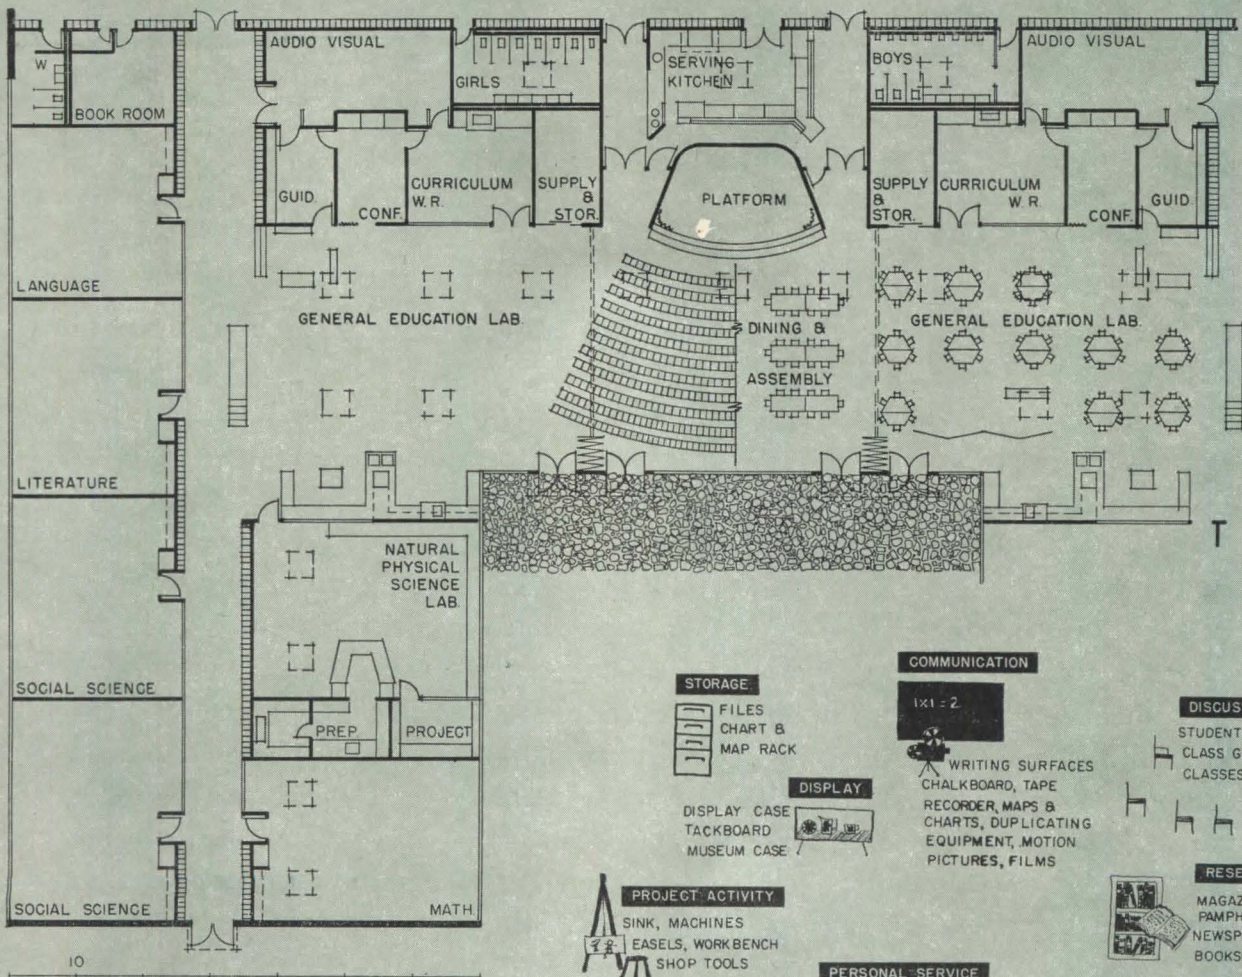 AUDIO VISUAL
AUDIO VISUAL
W
BOOK ROOM
GIRLS
SERVING
KITCHEN
BOYS
GUID.
CONF.
CURRICULUM
W. R.
SUPPLY
&
STOR.
PLATFORM
SUPPLY
&
STOR.
CURRICULUM
W. R.
CONF.
GUID.
LANGUAGE
GENERAL EDUCATION LAB.
DINING &
ASSEMBLY
GENERAL EDUCATION LAB.
LITERATURE
T
NATURAL
PHYSICAL
SCIENCE
LAB.
SOCIAL SCIENCE
PREP.
PROJECT
SOCIAL SCIENCE
MATH.
10
STORAGE
FILES
CHART &
MAP RACK
DISPLAY
DISPLAY CASE
TACKBOARD
MUSEUM CASE
PROJECT ACTIVITY
SINK, MACHINES
EASELS, WORKBENCH
SHOP TOOLS
COMMUNICATION
1x1=2
WRITING SURFACES
CHALKBOARD, TAPE
RECORDER, MAPS &
CHARTS, DUPLICATING
EQUIPMENT, MOTION
PICTURES, FILMS
PERSONAL SERVICE
DISCUS
STUDENT
CLASS G
CLASSES
RESE
MAGAZ
PAMPH
NEWSP
BOOKS